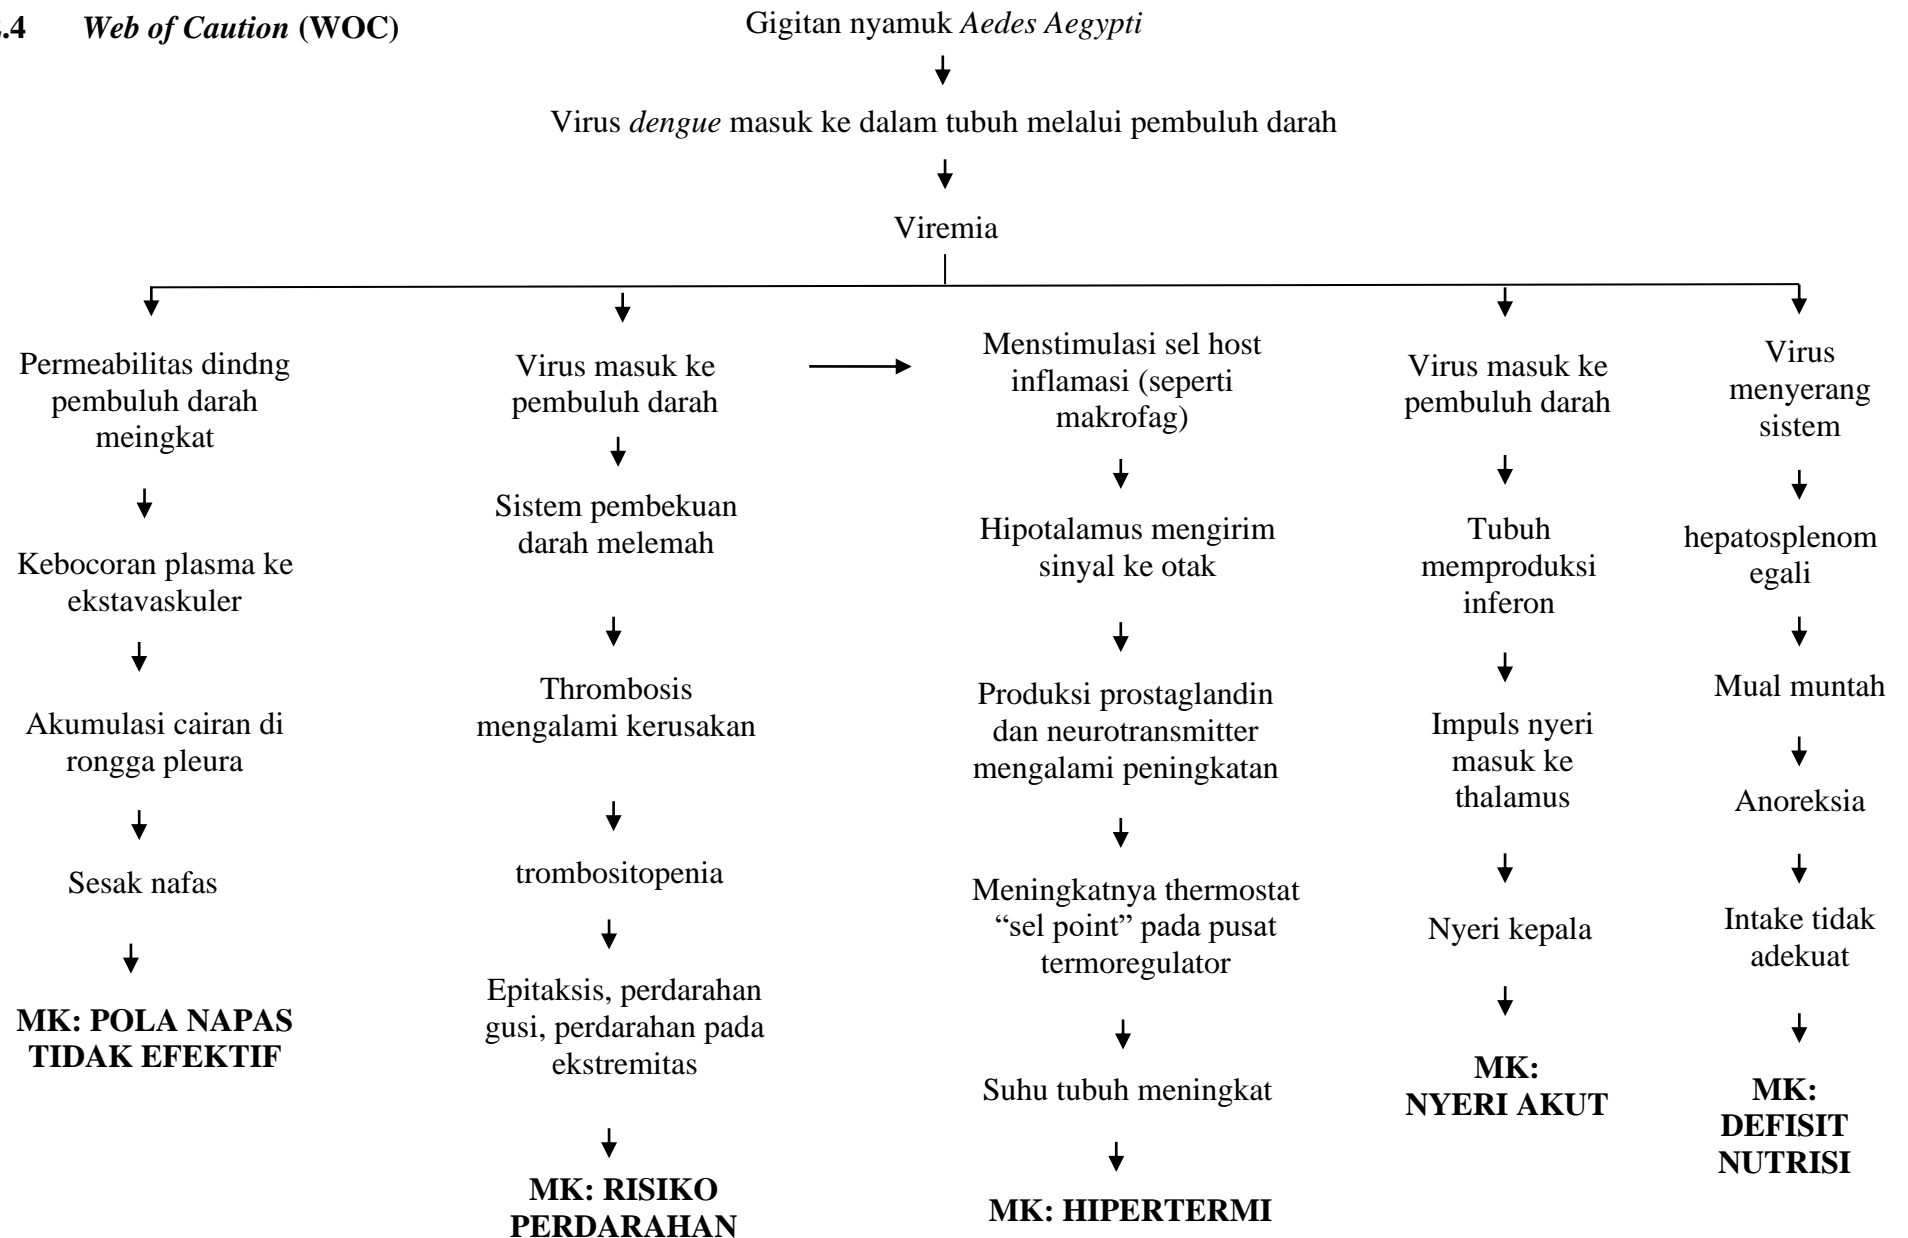 .4 Web of Caution (WOC)
Gigitan nyamuk Aedes Aegypti
Virus dengue masuk ke dalam tubuh melalui pembuluh darah
Viremia
Permeabilitas dindng
pembuluh darah
meingkat
Kebocoran plasma ke
ekstavaskuler
Akumulasi cairan di
rongga pleura
Sesak nafas
MK: POLA NAPAS
TIDAK EFEKTIF
Virus masuk ke
pembuluh darah
Sistem pembekuan
darah melemah
Thrombosis
mengalami kerusakan
trombositopenia
Epitaksis, perdarahan
gusi, perdarahan pada
ekstremitas
MK: RISIKO
PERDARAHAN
Menstimulasi sel host
inflamasi (seperti
makrofag)
Hipotalamus mengirim
sinyal ke otak
Produksi prostaglandin
dan neurotransmitter
mengalami peningkatan
Meningkatnya thermostat
“sel point” pada pusat
termoregulator
Suhu tubuh meningkat
MK: HIPERTERMI
Virus masuk ke
pembuluh darah
Tubuh
memproduksi
inferon
Impuls nyeri
masuk ke
thalamus
Nyeri kepala
MK:
NYERI AKUT
Virus
menyerang
sistem
hepatosplenom
egali
Mual muntah
Anoreksia
Intake tidak
adekuat
MK:
DEFISIT
NUTRISI